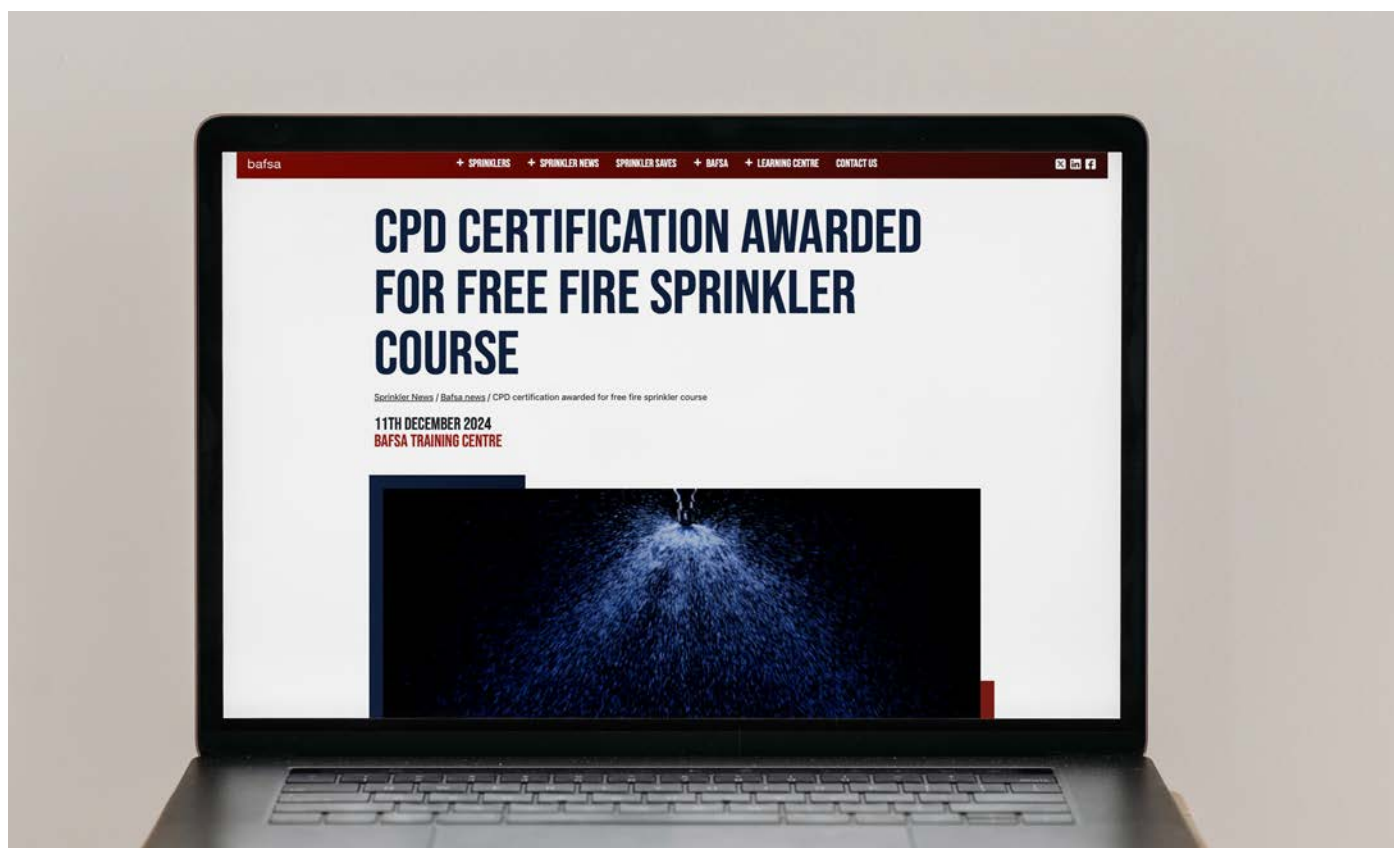 bafsa
+ SPRINKLERS + SPRINKLER NEWS SPRINKLER SAVES + BAFSA + LEARNING CENTRE CONTACT US
CPD CERTIFICATION AWARDED
FOR FREE FIRE SPRINKLER
COURSE
Sprinkler News / Bafsa news / CPD certification awarded for free fire sprinkler course
11TH DECEMBER 2024
BAFSA TRAINING CENTRE